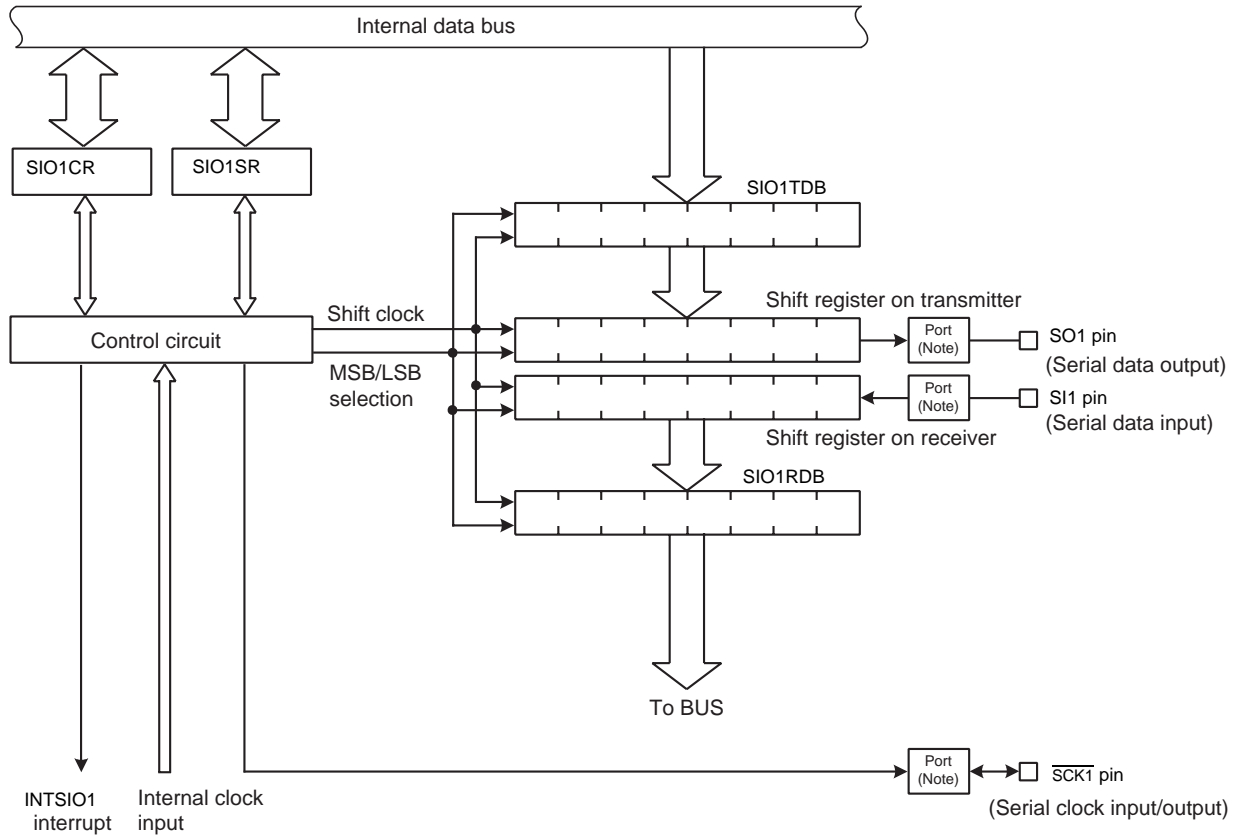 Internal data bus
SIO1CR
SIO1SR
SIO1TDB
Shift register on transmitter
Shift clock
Control circuit
MSB/LSB
selection
Port
(Note)
SO1 pin
(Serial data output)
Port
(Note)
SI1 pin
(Serial data input)
Shift register on receiver
SIO1RDB
To BUS
Port
(Note)
SCK1 pin
(Serial clock input/output)
INTSIO1
interrupt
Internal clock
input